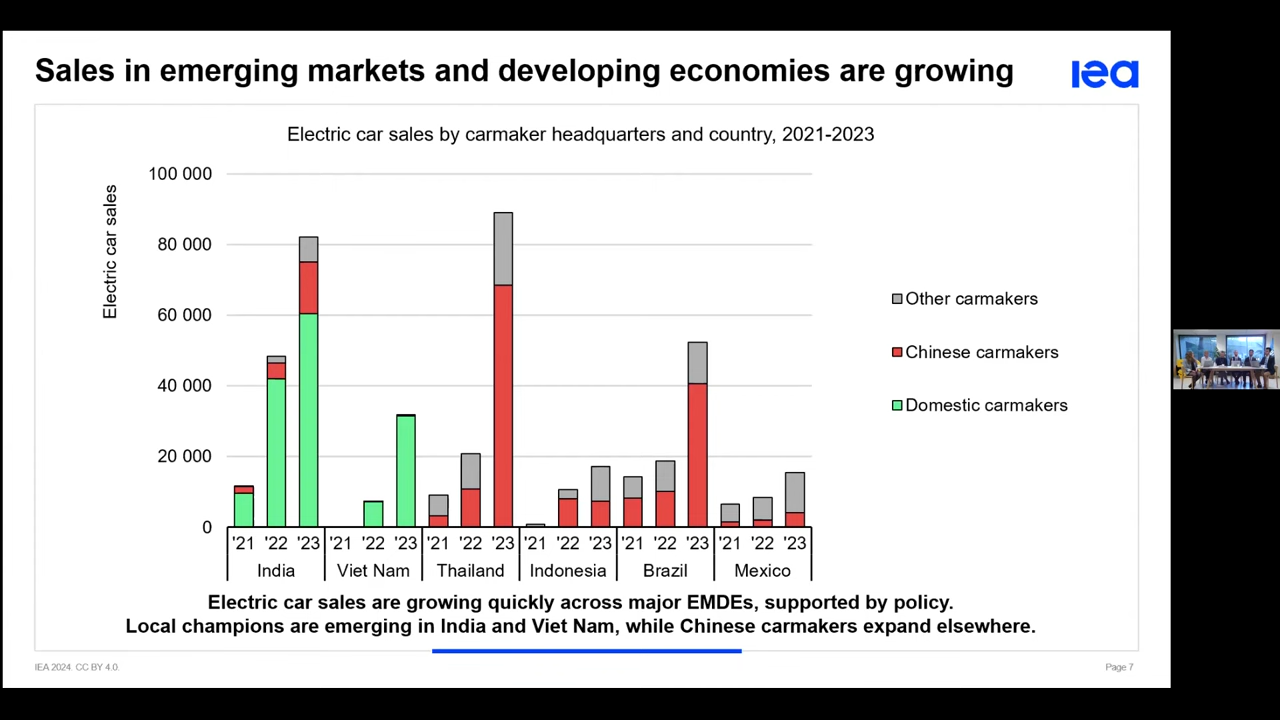 Sales in emerging markets and developing economies are growing
iea
Electric car sales by carmaker headquarters and country, 2021-2023
Electric car sales
100 000
80 000
60 000
40 000
20 000
0
'21 '22 '23 '21 '22 '23 '21 '22 '23 '21 '22 '23 '21 '22 '23 '21 '22 '23
India Viet Nam Thailand Indonesia Brazil Mexico
Other carmakers
Chinese carmakers
Domestic carmakers
Electric car sales are growing quickly across major EMDEs, supported by policy.
Local champions are emerging in India and Viet Nam, while Chinese carmakers expand elsewhere.
IEA 2024. CC BY 4.0.
Page 7